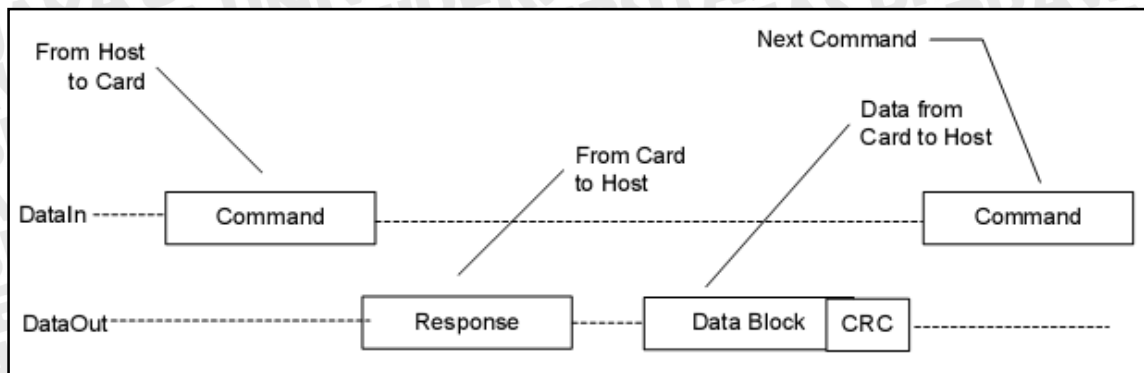 From Host
to Card
Next Command
Data from
Card to Host
From Card
to Host
DataIn
Command
Command
DataOut
Response
Data Block
CRC